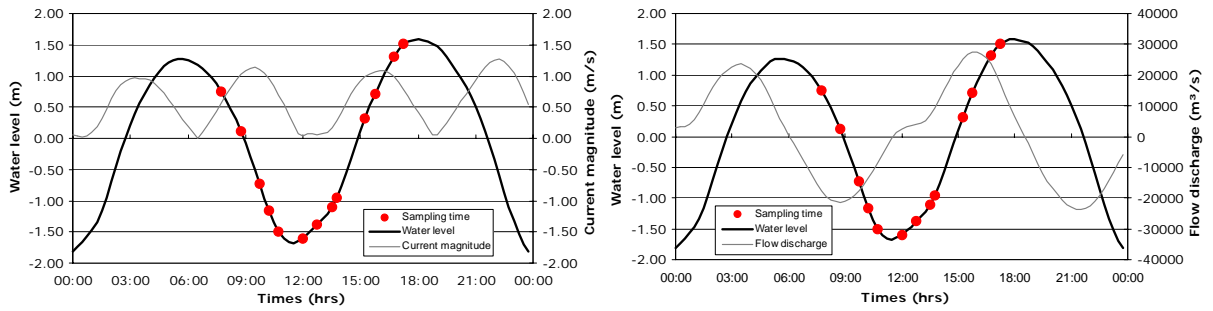 2.00 2.00
1.50 1.50
1.00 1.00
0.50 0.50
0.00 0.00
-0.50 -0.50
-1.00 -1.00
-1.50 -1.50
-2.00 -2.00
Water level (m)
Current magnitude (m/s)
Sampling time
Water level
Current magnitude
00:00 03:00 06:00 09:00 12:00 15:00 18:00 21:00 00:00
Times (hrs)
2.00 40000
1.50 30000
1.00 20000
0.50 10000
0.00 0
-0.50 -10000
-1.00 -20000
-1.50 -30000
-2.00 -40000
Water level (m)
Flow discharge (m³/s)
Sampling time
Water level
Flow discharge
00:00 03:00 06:00 09:00 12:00 15:00 18:00 21:00 00:00
Times (hrs)